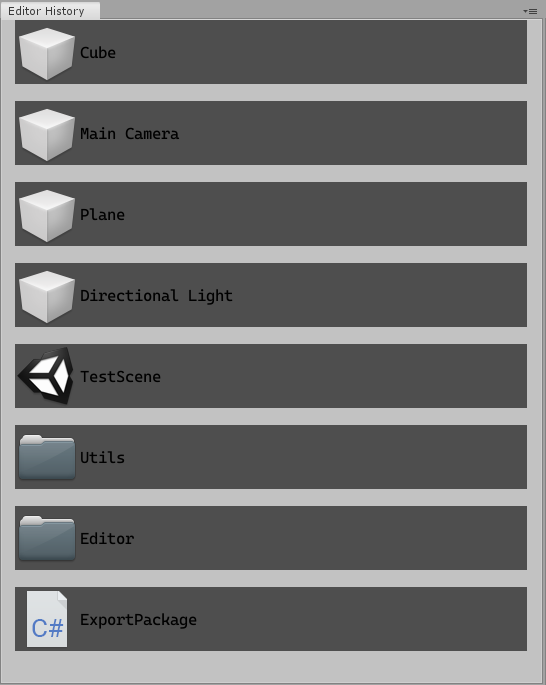 Editor History
Cube
Main Camera
Plane
Directional Light
TestScene
Utils
Editor
C#
ExportPackage